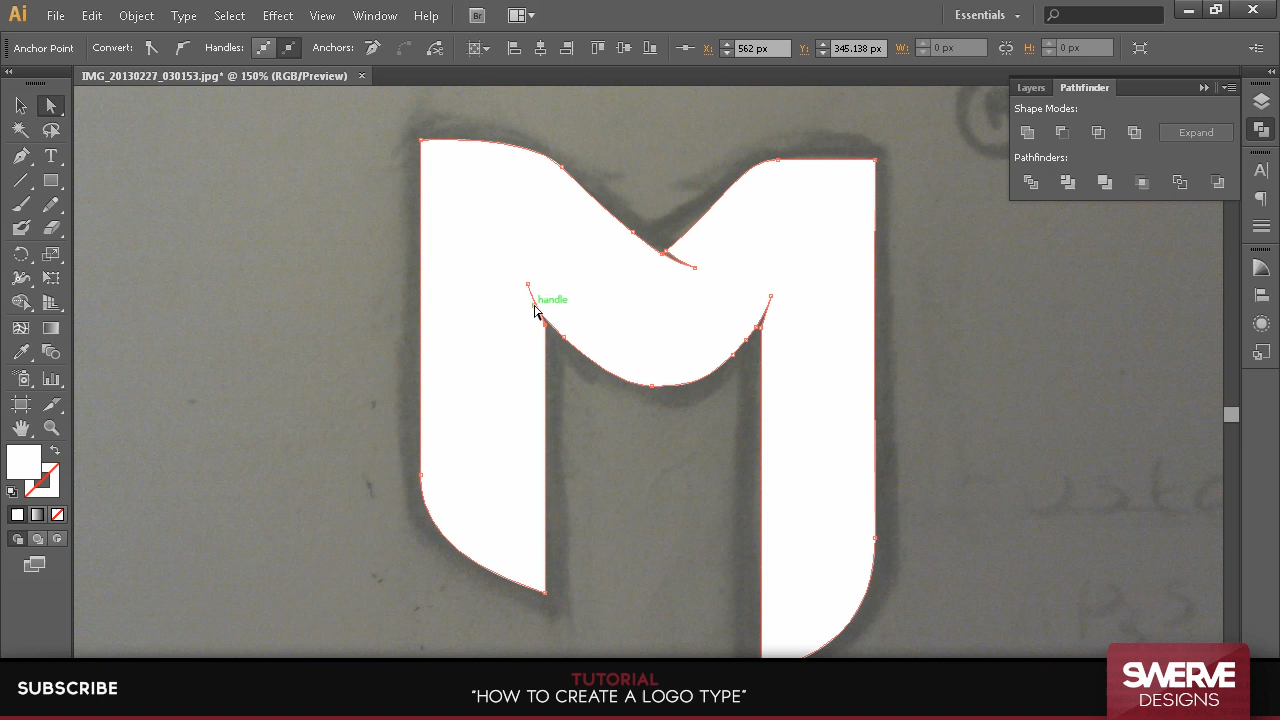 Ai File Edit Object Type Select Effect View Window Help Br Essentials
Anchor Point Convert: Handles: Anchors: X: 562 px Y: 345.138 px W: 0 px H: 0 px
IMG_20130227_030153.jpg* @ 150% (RGB/Preview) ×
Layers Pathfinder
Shape Modes:
Expand
Pathfinders:
handle
M
SUBSCRIBE
TUTORIAL
"HOW TO CREATE A LOGO TYPE"
SWERVE
DESIGNS